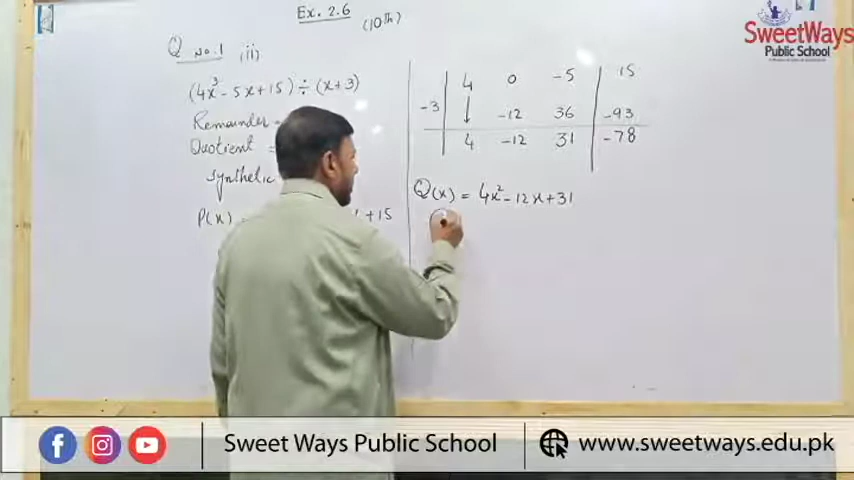 Ex. 2.6
(10th)
Q No.1 (ii)
(4x³ - 5x + 15) ÷ (x + 3)
Remainder =
Quotient =
Synthetic
P(x) =
+ 15
4 0 -5 15
-3 -12 36 -93
4 -12 31 -78
Q(x) = 4x² - 12x + 31
SweetWays
Public School
Sweet Ways Public School
www.sweetways.edu.pk